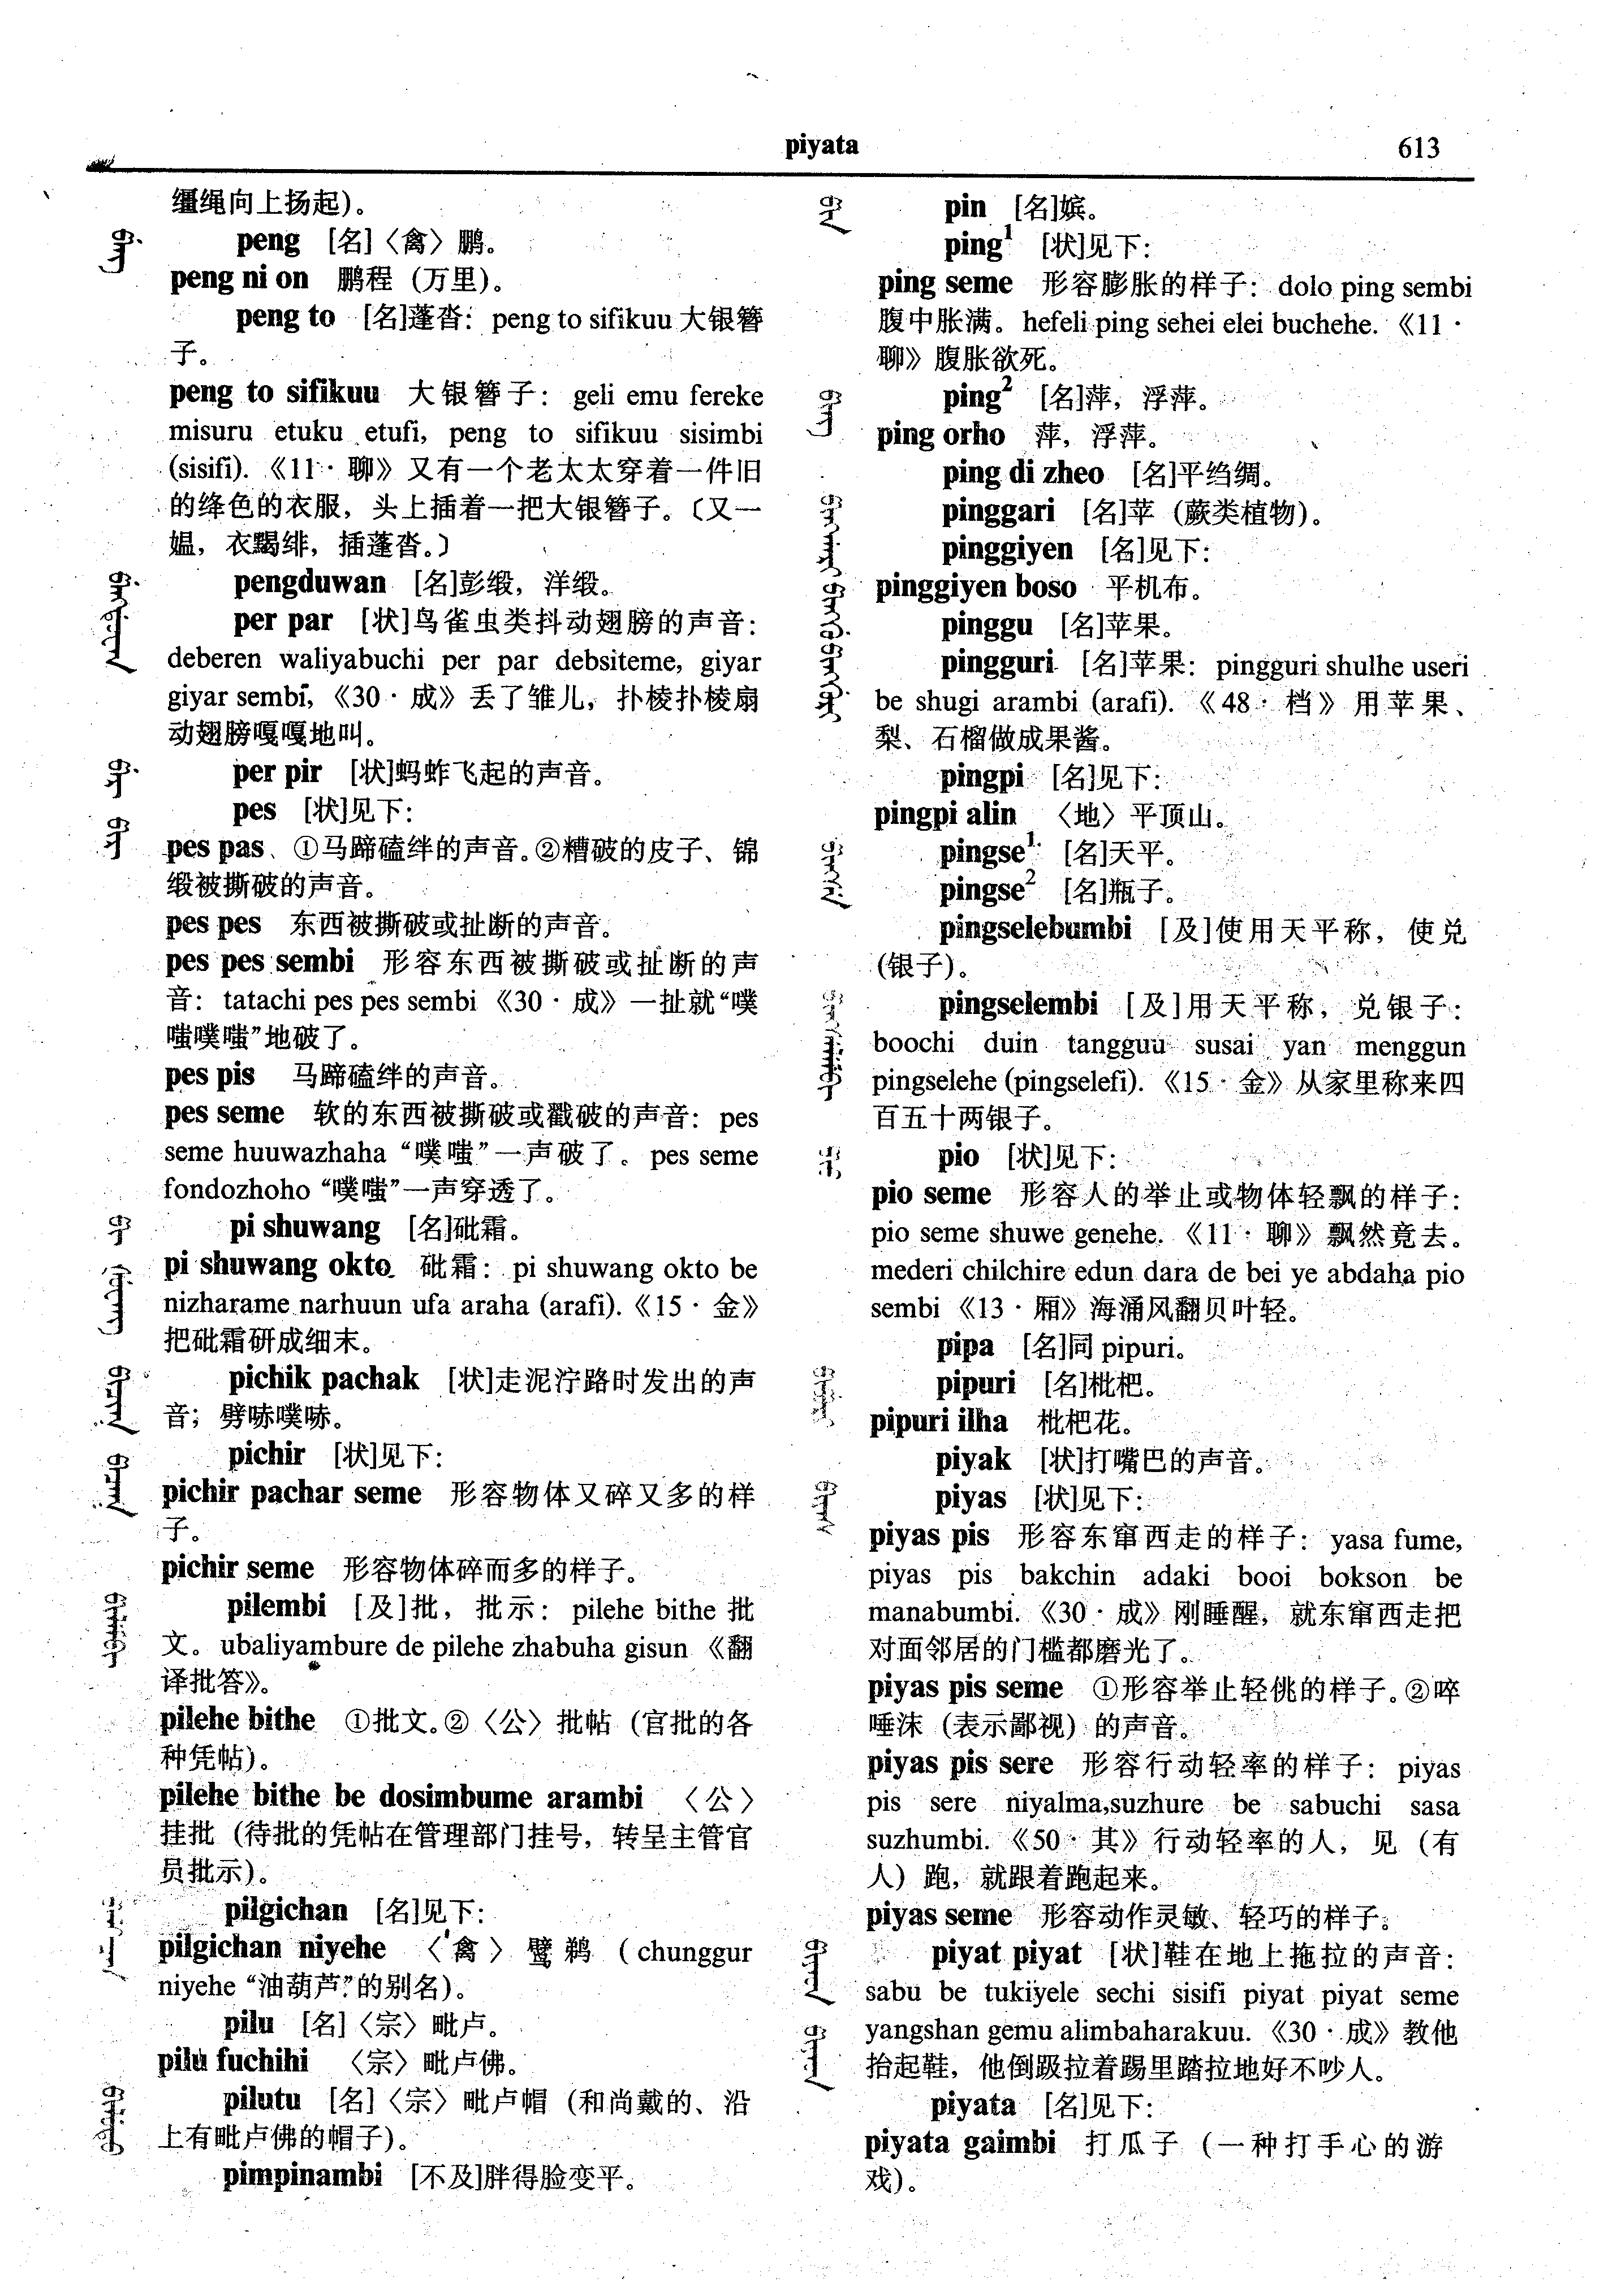 piyata
613
缰绳向上扬起)。
peng [名]〈禽〉鹏。
peng ni on 鹏程 (万里)。
peng to [名]蓬沓: peng to sifikuu 大银簪
子。
peng to sifikuu 大银簪子: geli emu fereke
misuru etuku etufi, peng to sifikuu sisimbi
(sisifi).《11·聊》又有一个老太太穿着一件旧
的绛色的衣服, 头上插着一把大银簪子。〔又一
媪, 衣䵱绯, 插蓬沓。〕
pengduwan [名]彭缎, 洋缎。
per par [状]鸟雀虫类抖动翅膀的声音:
deberen waliyabuchi per par debsiteme, giyar
giyar sembi,《30·成》丢了雏儿, 扑棱扑棱扇
动翅膀嘎嘎地叫。
per pir [状]蚂蚱飞起的声音。
pes [状]见下:
pes pas ①马蹄磕绊的声音。②糟破的皮子、锦
缎被撕破的声音。
pes pes 东西被撕破或扯断的声音。
pes pes sembi 形容东西被撕破或扯断的声
音: tatachi pes pes sembi《30·成》一扯就“噗
嗤噗嗤”地破了。
pes pis 马蹄磕绊的声音。
pes seme 软的东西被撕破或戳破的声音: pes
seme huuwazhaha “噗嗤”一声破了。pes seme
fondozhoho “噗嗤”一声穿透了。
pi shuwang [名]砒霜。
pi shuwang okto 砒霜: pi shuwang okto be
nizharame narhuun ufa araha (arafi).《15·金》
把砒霜研成细末。
pichik pachak [状]走泥泞路时发出的声
音; 劈哧噗哧。
pichir [状]见下:
pichir pachar seme 形容物体又碎又多的样
子。
pichir seme 形容物体碎而多的样子。
pilembi [及]批, 批示: pilehe bithe 批
文。ubaliyambure de pilehe zhabuha gisun《翻
译批答》。
pilehe bithe ①批文。②〈公〉批帖 (官批的各
种凭帖)。
pilehe bithe be dosimbume arambi 〈公〉
挂批 (待批的凭帖在管理部门挂号, 转呈主管官
员批示)。
pilgichan [名]见下:
pilgichan niyehe 〈禽〉䴙鹈 (chunggur
niyehe “油葫芦”的别名)。
pilu [名]〈宗〉毗卢。
pilu fuchihi 〈宗〉毗卢佛。
pilutu [名]〈宗〉毗卢帽 (和尚戴的、沿
上有毗卢佛的帽子)。
pimpinambi [不及]胖得脸变平。
pin [名]嫔。
ping¹ [状]见下:
ping seme 形容膨胀的样子: dolo ping sembi
腹中胀满。hefeli ping sehei elei buchehe.《11·
聊》腹胀欲死。
ping² [名]萍, 浮萍。
ping orho 萍, 浮萍。
ping di zheo [名]平绉绸。
pinggari [名]苹 (蕨类植物)。
pinggiyen [名]见下:
pinggiyen boso 平机布。
pinggu [名]苹果。
pingguri [名]苹果: pingguri shulhe useri
be shugi arambi (arafi).《48·档》用苹果、
梨、石榴做成果酱。
pingpi [名]见下:
pingpi alin 〈地〉平顶山。
pingse¹ [名]天平。
pingse² [名]瓶子。
pingselebumbi [及]使用天平称, 使兑
(银子)。
pingselembi [及]用天平称, 兑银子:
boochi duin tangguu susai yan menggun
pingselehe (pingselefi).《15·金》从家里称来四
百五十两银子。
pio [状]见下:
pio seme 形容人的举止或物体轻飘的样子:
pio seme shuwe genehe.《11·聊》飘然竟去。
mederi chilchire edun dara de bei ye abdaha pio
sembi《13·厢》海涌风翻贝叶轻。
pipa [名]同 pipuri。
pipuri [名]枇杷。
pipuri ilha 枇杷花。
piyak [状]打嘴巴的声音。
piyas [状]见下:
piyas pis 形容东窜西走的样子: yasa fume,
piyas pis bakchin adaki booi bokson be
manabumbi.《30·成》刚睡醒, 就东窜西走把
对面邻居的门槛都磨光了。
piyas pis seme ①形容举止轻佻的样子。②啐
唾沫 (表示鄙视) 的声音。
piyas pis sere 形容行动轻率的样子: piyas
pis sere niyalma,suzhure be sabuchi sasa
suzhumbi.《50·其》行动轻率的人, 见 (有
人) 跑, 就跟着跑起来。
piyas seme 形容动作灵敏、轻巧的样子。
piyat piyat [状]鞋在地上拖拉的声音:
sabu be tukiyele sechi sisifi piyat piyat seme
yangshan gemu alimbaharakuu.《30·成》教他
抬起鞋, 他倒趿拉着踢里踏拉地好不吵人。
piyata [名]见下:
piyata gaimbi 打瓜子 (一种打手心的游
戏)。